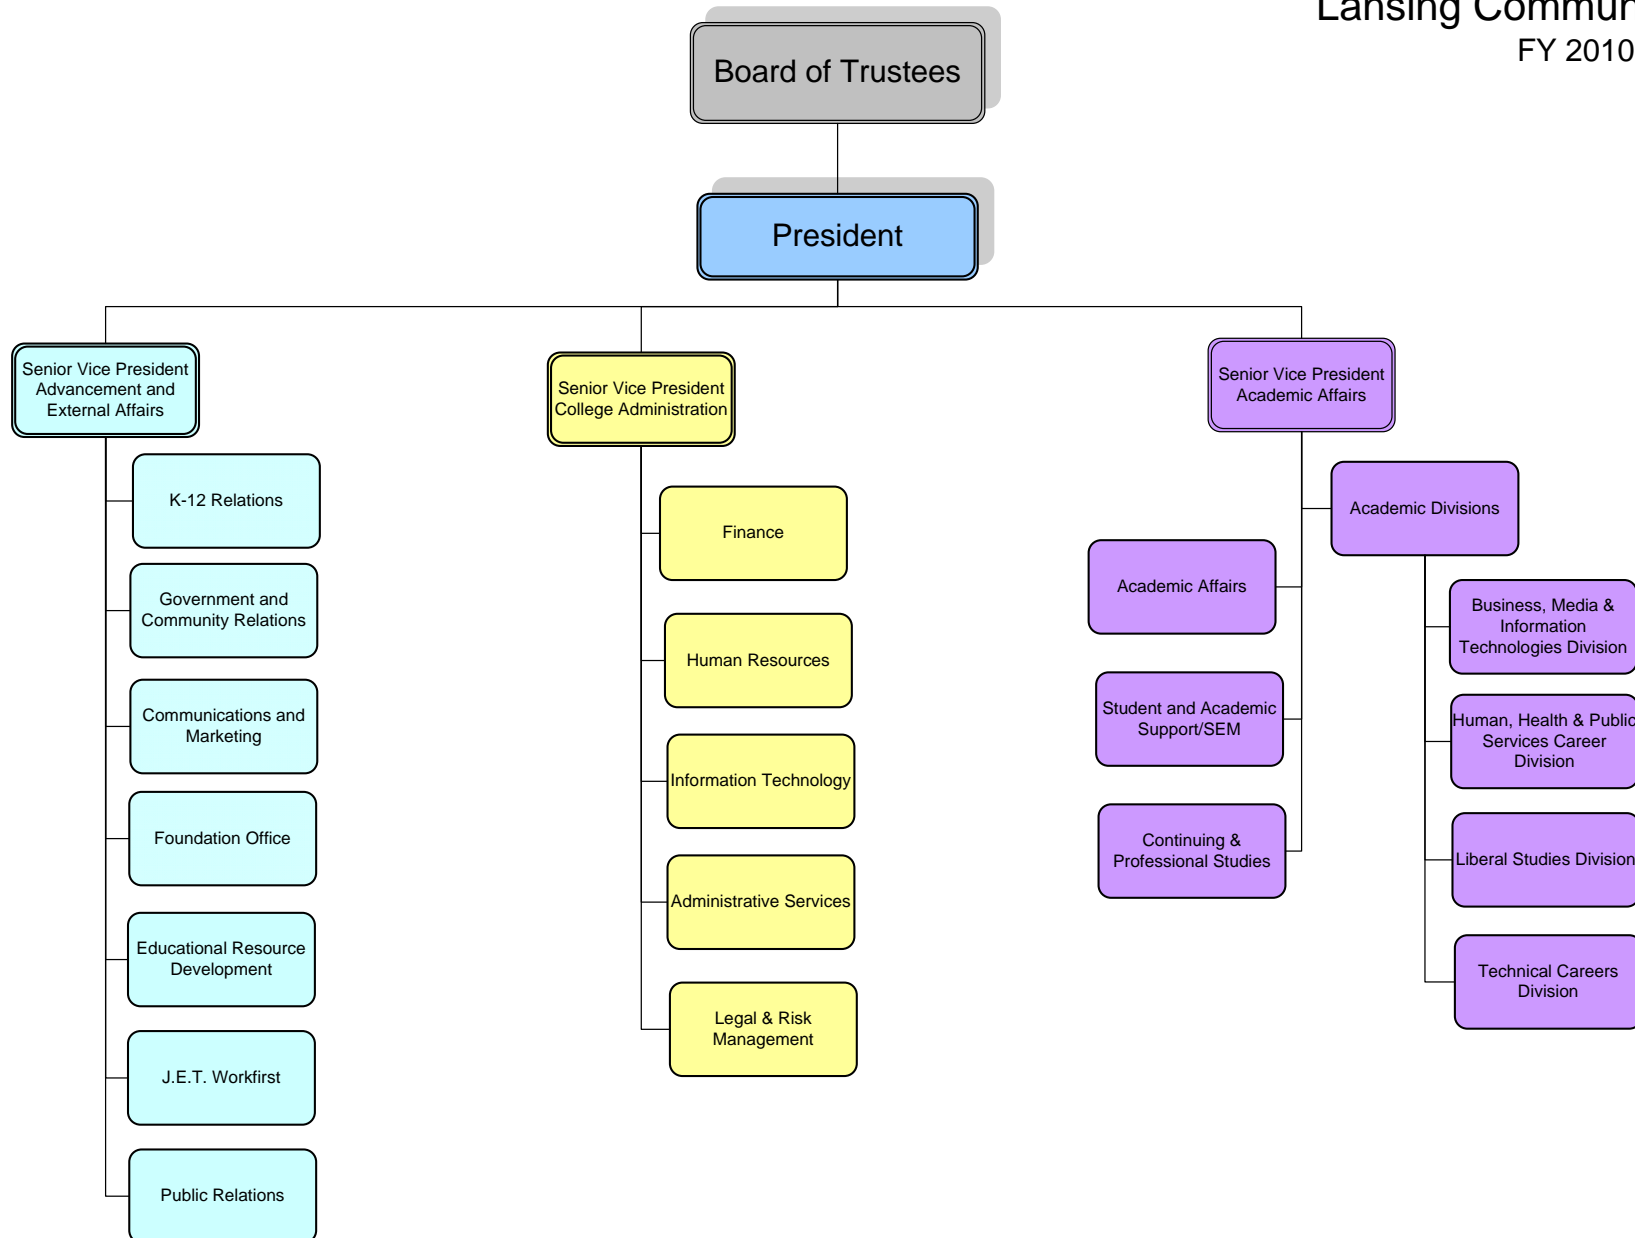 Lansing Commun
FY 2010
Board of Trustees
President
Senior Vice President
Advancement and
External Affairs
K-12 Relations
Government and
Community Relations
Communications and
Marketing
Foundation Office
Educational Resource
Development
J.E.T. Workfirst
Public Relations
Senior Vice President
College Administration
Finance
Human Resources
Information Technology
Administrative Services
Legal & Risk
Management
Senior Vice President
Academic Affairs
Academic Affairs
Student and Academic
Support/SEM
Continuing &
Professional Studies
Academic Divisions
Business, Media &
Information
Technologies Division
Human, Health & Public
Services Career
Division
Liberal Studies Division
Technical Careers
Division